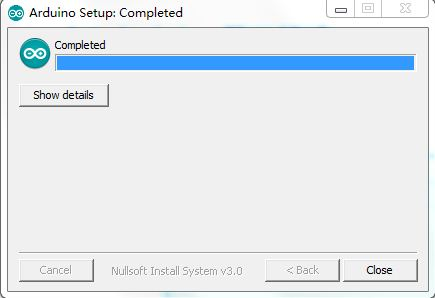 Arduino Setup: Completed
Completed
Show details
Cancel
Nullsoft Install System v3.0
< Back
Close